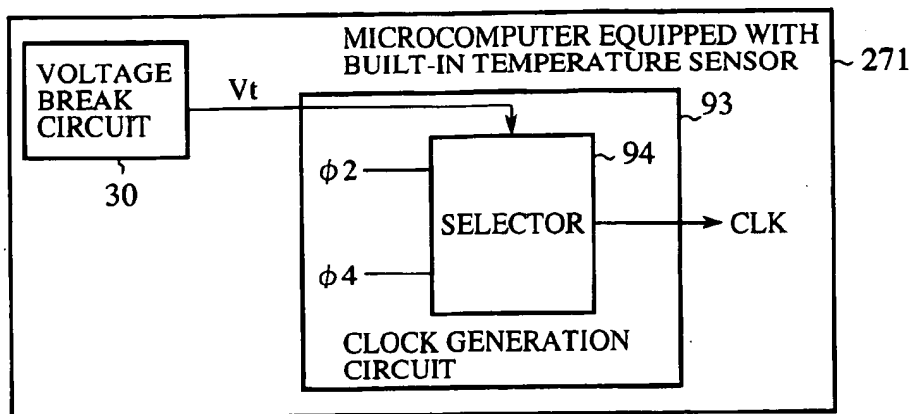 MICROCOMPUTER EQUIPPED WITH
BUILT-IN TEMPERATURE SENSOR
271
VOLTAGE
BREAK
CIRCUIT
30
Vt
93
94
φ2
SELECTOR
CLK
φ4
CLOCK GENERATION
CIRCUIT